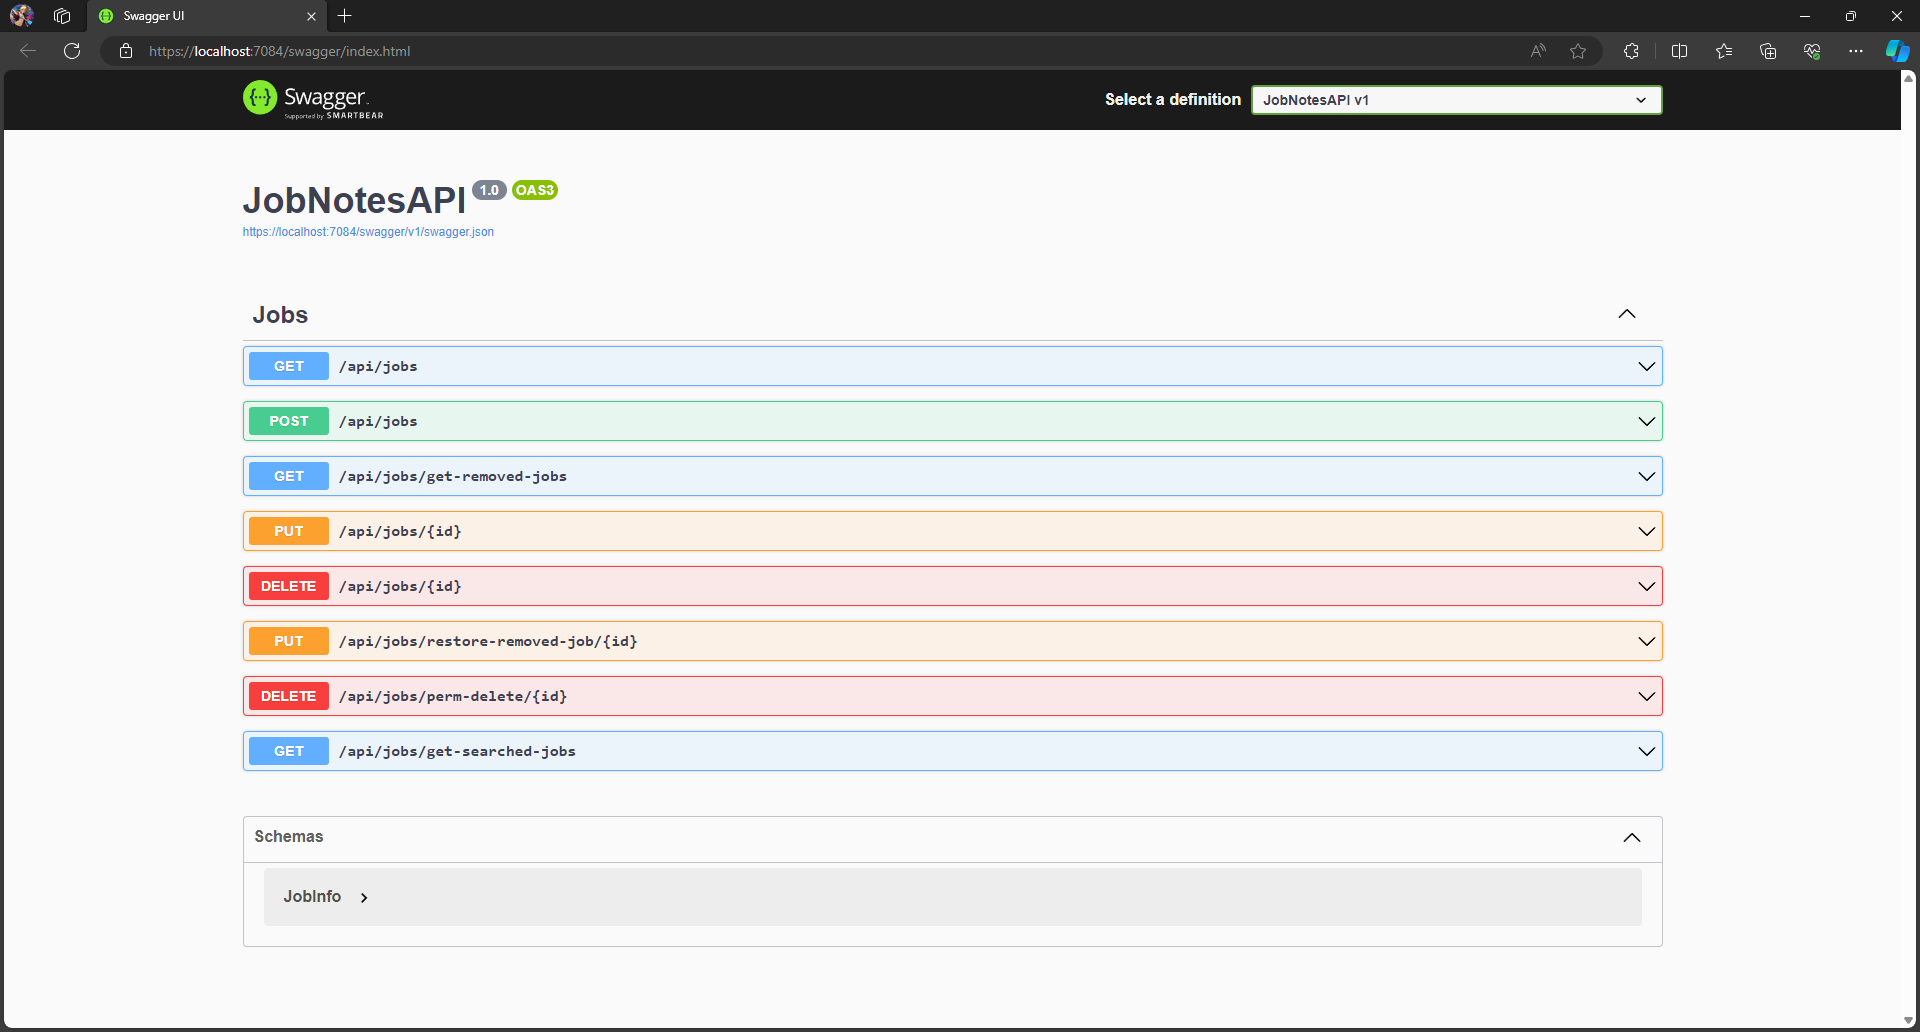 Swagger UI
https://localhost:7084/swagger/index.html
Swagger
Supported by SMARTBEAR
Select a definition
JobNotesAPI v1
JobNotesAPI 1.0 OAS3
https://localhost:7084/swagger/v1/swagger.json
Jobs
GET /api/jobs
POST /api/jobs
GET /api/jobs/get-removed-jobs
PUT /api/jobs/{id}
DELETE /api/jobs/{id}
PUT /api/jobs/restore-removed-job/{id}
DELETE /api/jobs/perm-delete/{id}
GET /api/jobs/get-searched-jobs
Schemas
JobInfo